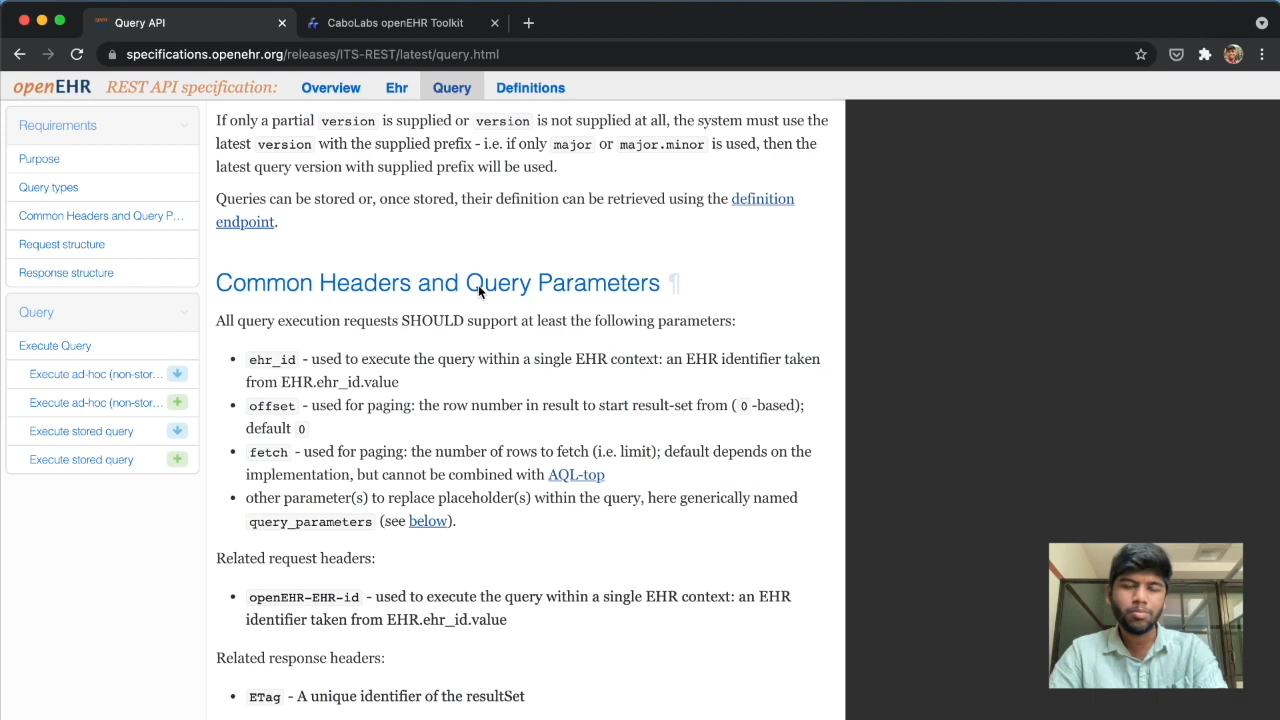 Query API
CaboLabs openEHR Toolkit
specifications.openehr.org/releases/ITS-REST/latest/query.html
openEHR REST API specification: Overview Ehr Query Definitions
Requirements
Purpose
Query types
Common Headers and Query P...
Request structure
Response structure
Query
Execute Query
Execute ad-hoc (non-stor...
Execute ad-hoc (non-stor...
Execute stored query
Execute stored query
If only a partial version is supplied or version is not supplied at all, the system must use the
latest version with the supplied prefix - i.e. if only major or major.minor is used, then the
latest query version with supplied prefix will be used.
Queries can be stored or, once stored, their definition can be retrieved using the definition
endpoint.
Common Headers and Query Parameters ¶
All query execution requests SHOULD support at least the following parameters:
• ehr_id - used to execute the query within a single EHR context: an EHR identifier taken
from EHR.ehr_id.value
• offset - used for paging: the row number in result to start result-set from ( 0 -based);
default 0
• fetch - used for paging: the number of rows to fetch (i.e. limit); default depends on the
implementation, but cannot be combined with AQL-top
• other parameter(s) to replace placeholder(s) within the query, here generically named
query_parameters (see below).
Related request headers:
• openEHR-EHR-id - used to execute the query within a single EHR context: an EHR
identifier taken from EHR.ehr_id.value
Related response headers:
• ETag - A unique identifier of the resultSet